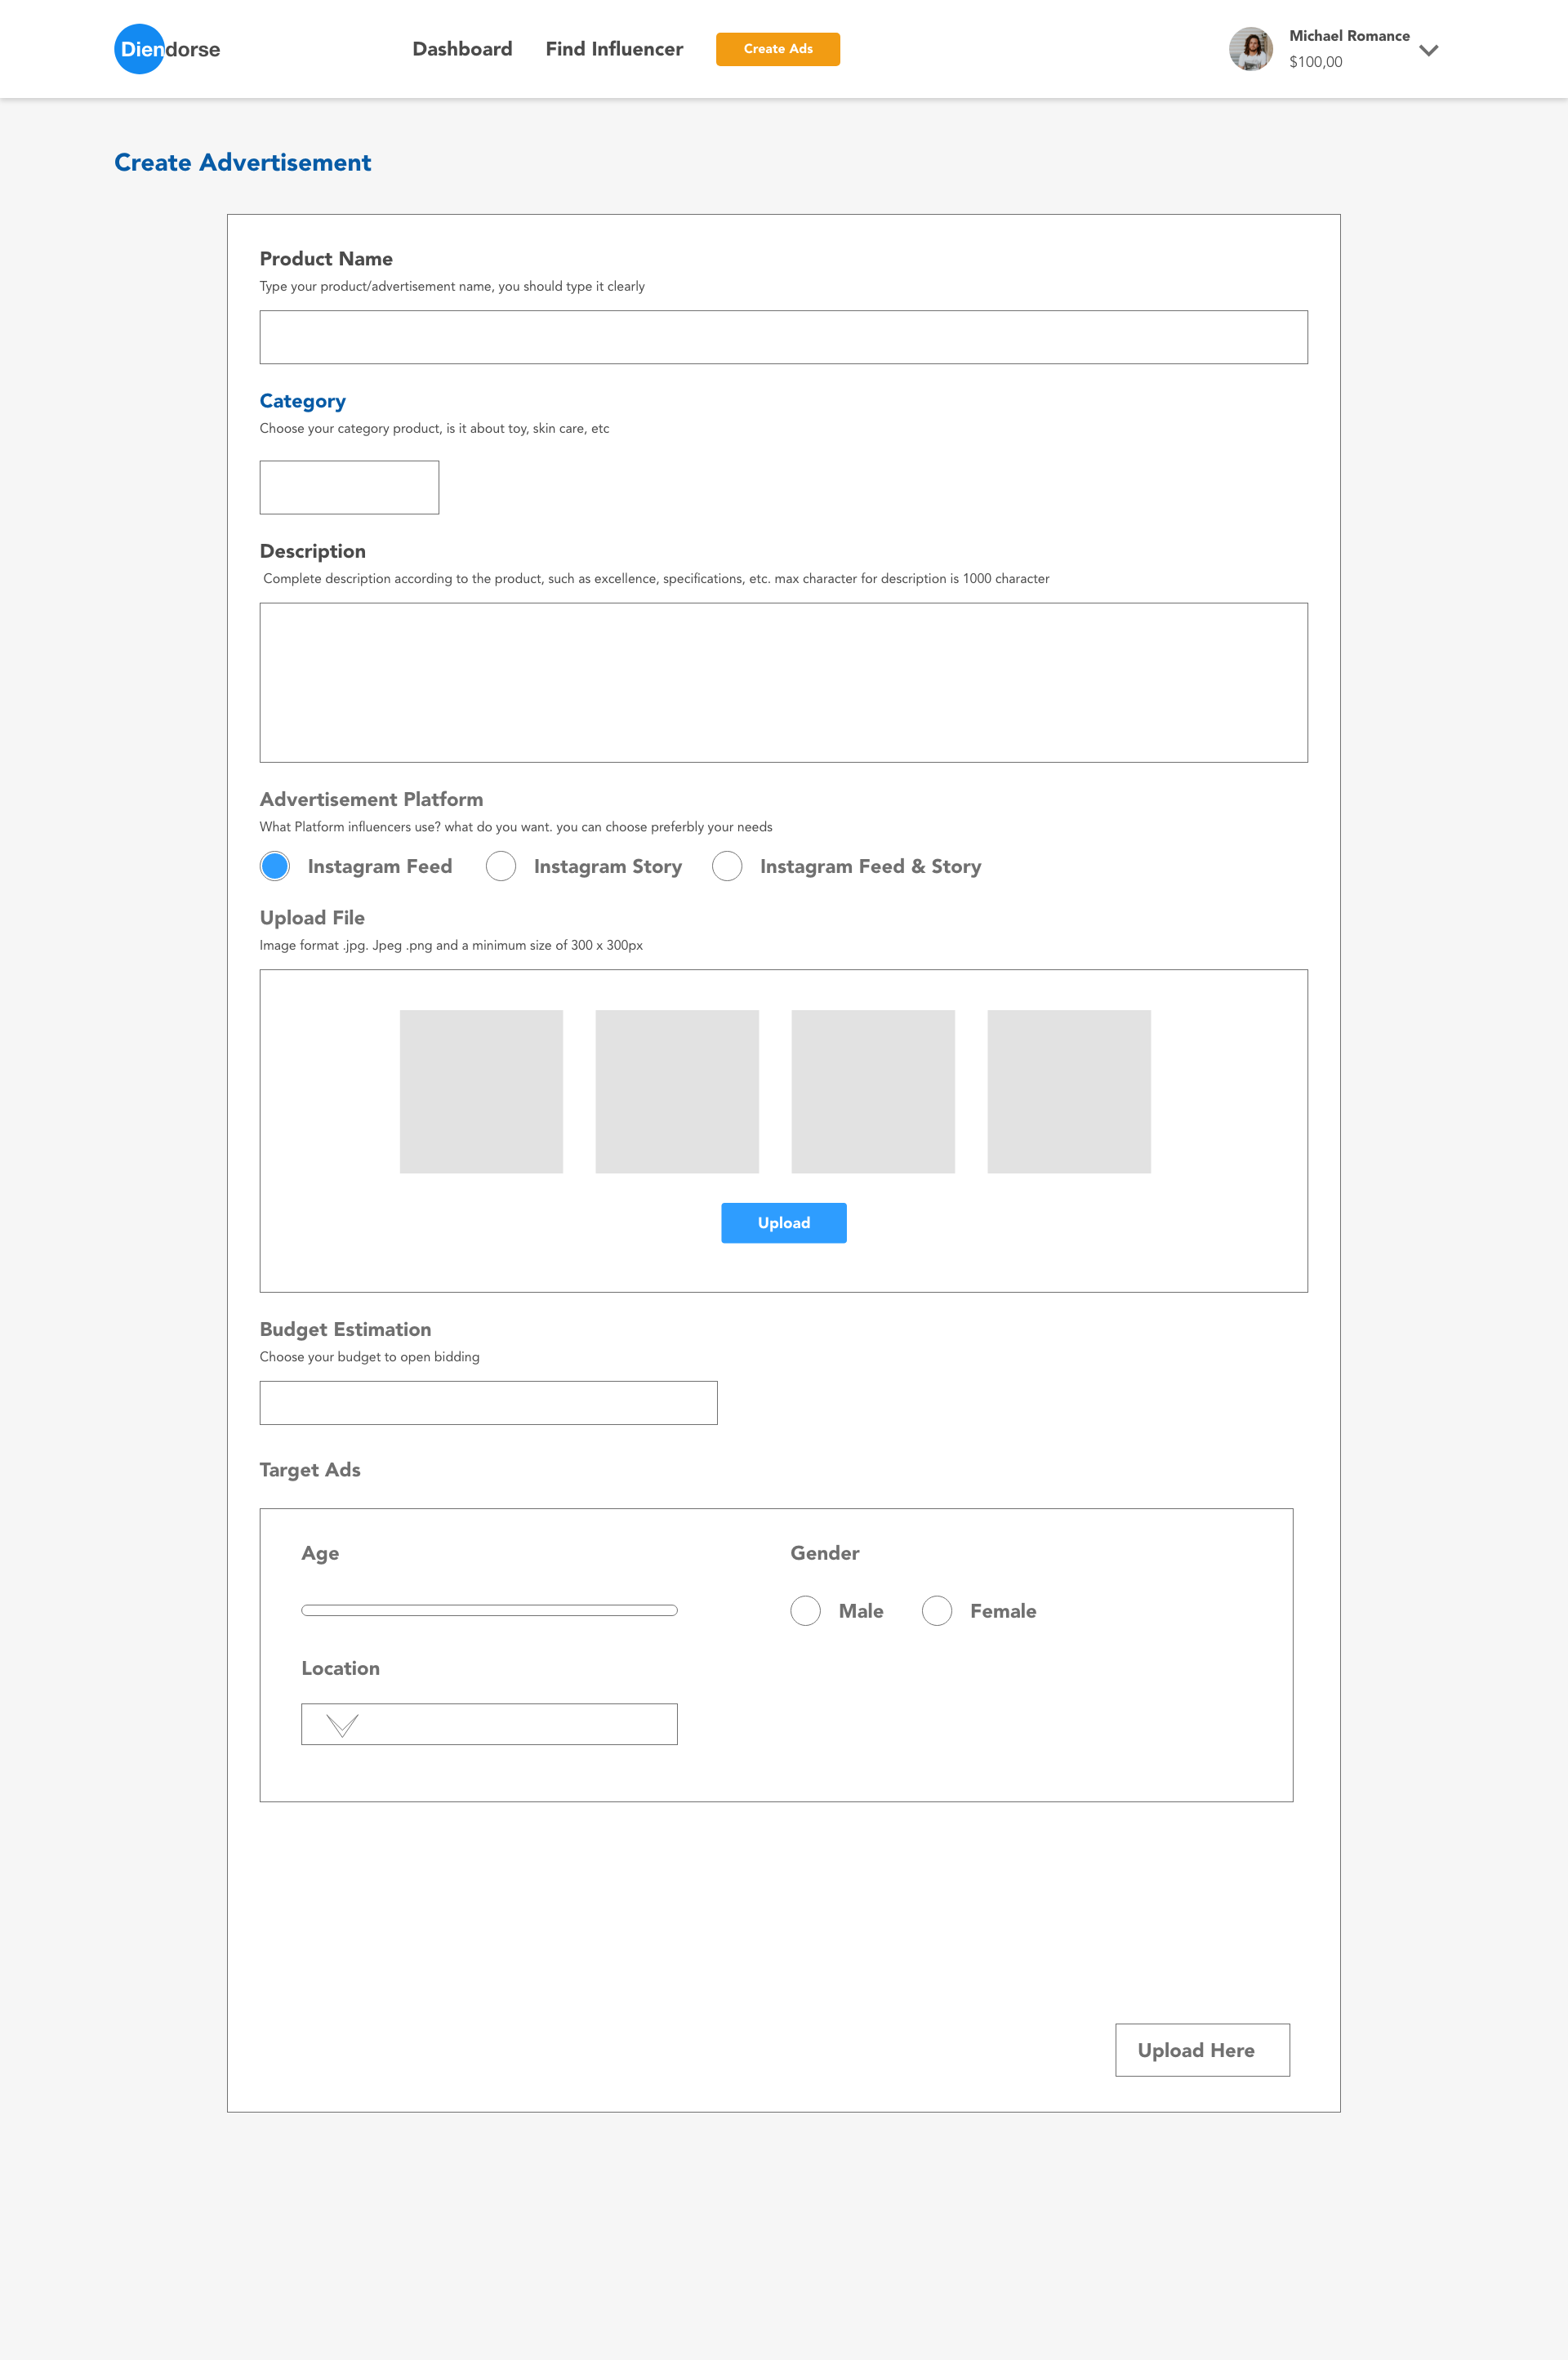 Diendorse
Dashboard
Find Influencer
Create Ads
Michael Romance
$100,00
Create Advertisement
Product Name
Type your product/advertisement name, you should type it clearly
Category
Choose your category product, is it about toy, skin care, etc
Description
Complete description according to the product, such as excellence, specifications, etc. max character for description is 1000 character
Advertisement Platform
What Platform influencers use? what do you want. you can choose preferbly your needs
Instagram Feed
Instagram Story
Instagram Feed & Story
Upload File
Image format .jpg. Jpeg .png and a minimum size of 300 x 300px
Upload
Budget Estimation
Choose your budget to open bidding
Target Ads
Age
Gender
Male
Female
Location
Upload Here